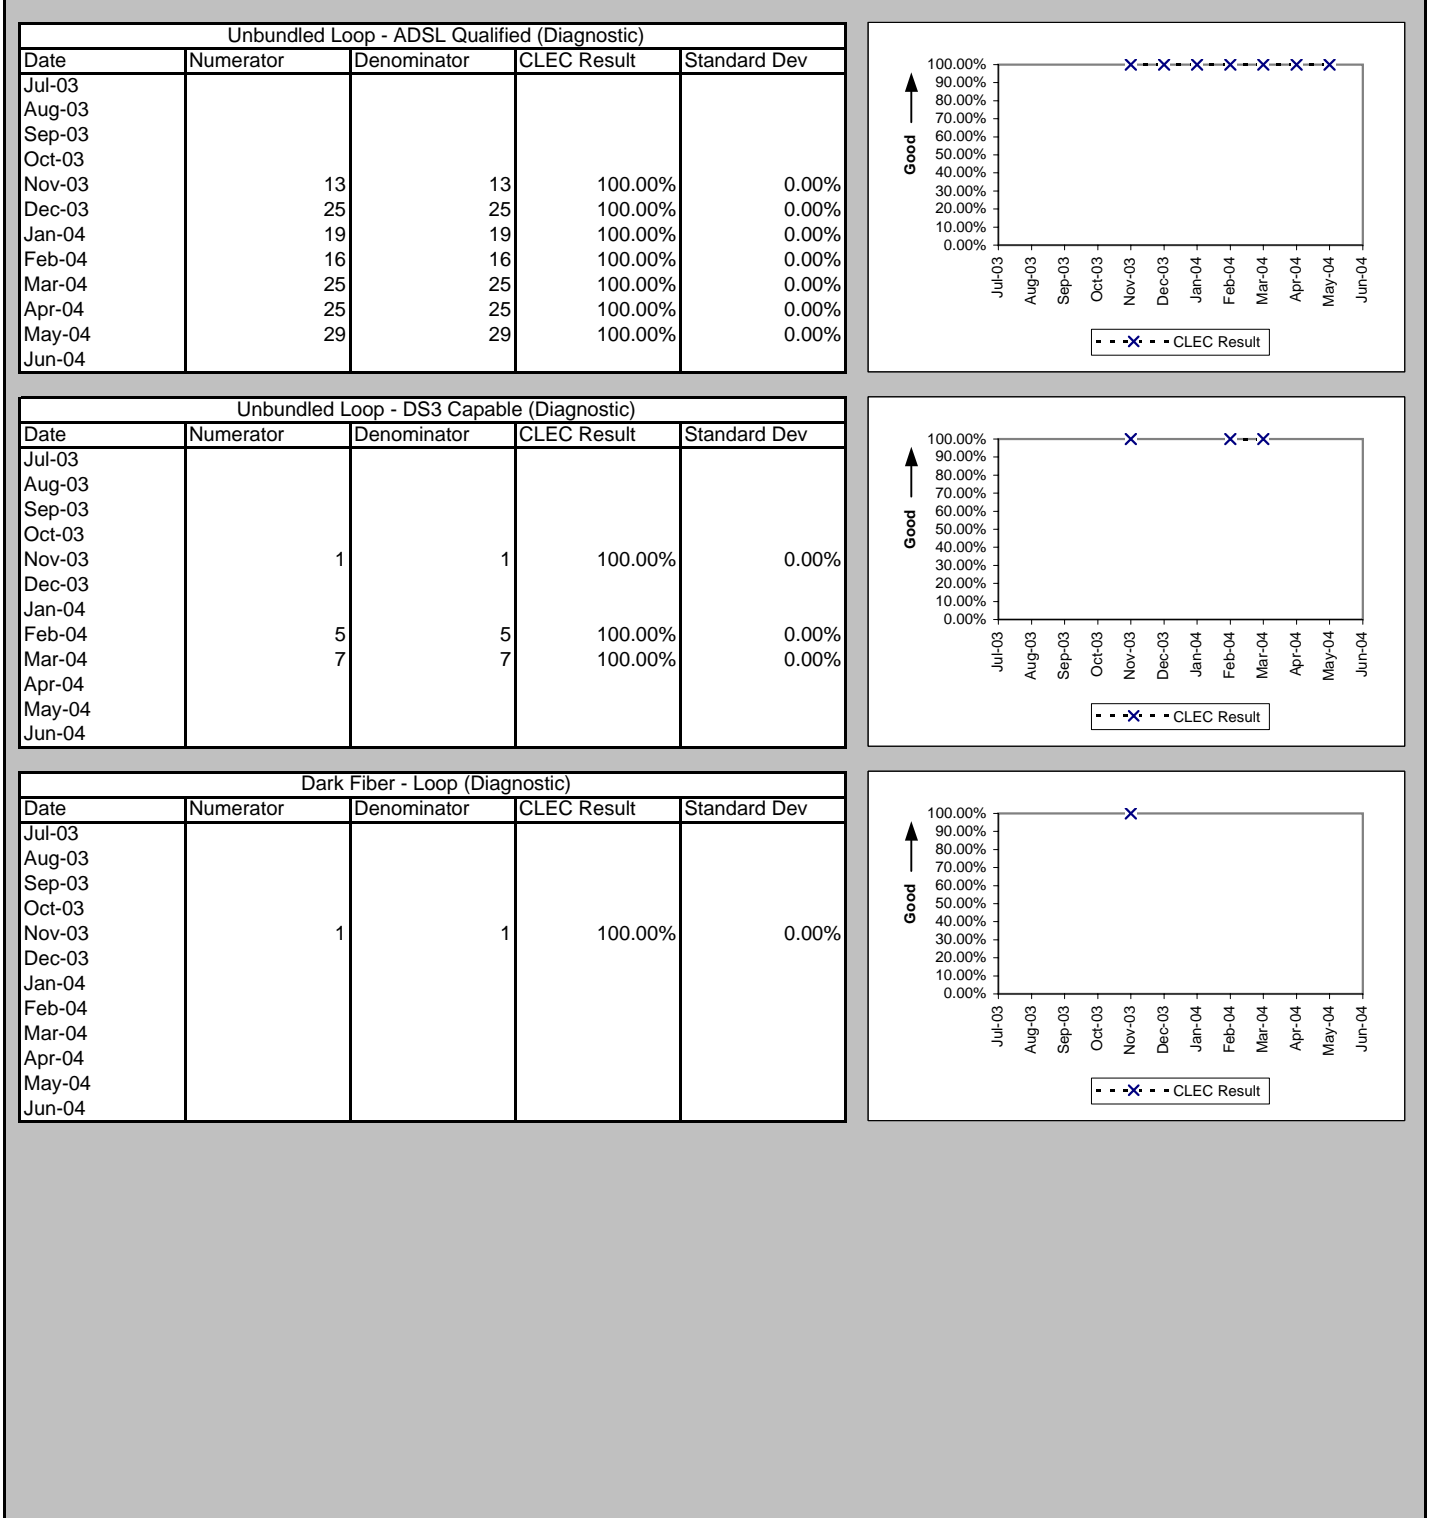 Unbundled Loop - ADSL Qualified (Diagnostic)
Date Numerator Denominator CLEC Result Standard Dev
Jul-03
Aug-03
Sep-03
Oct-03
Nov-03 13 13 100.00% 0.00%
Dec-03 25 25 100.00% 0.00%
Jan-04 19 19 100.00% 0.00%
Feb-04 16 16 100.00% 0.00%
Mar-04 25 25 100.00% 0.00%
Apr-04 25 25 100.00% 0.00%
May-04 29 29 100.00% 0.00%
Jun-04
100.00%
90.00%
80.00%
70.00%
60.00%
50.00%
40.00%
30.00%
20.00%
10.00%
0.00%
Good
Jul-03 Aug-03 Sep-03 Oct-03 Nov-03 Dec-03 Jan-04 Feb-04 Mar-04 Apr-04 May-04 Jun-04
CLEC Result
Unbundled Loop - DS3 Capable (Diagnostic)
Date Numerator Denominator CLEC Result Standard Dev
Jul-03
Aug-03
Sep-03
Oct-03
Nov-03 1 1 100.00% 0.00%
Dec-03
Jan-04
Feb-04 5 5 100.00% 0.00%
Mar-04 7 7 100.00% 0.00%
Apr-04
May-04
Jun-04
100.00%
90.00%
80.00%
70.00%
60.00%
50.00%
40.00%
30.00%
20.00%
10.00%
0.00%
Good
Jul-03 Aug-03 Sep-03 Oct-03 Nov-03 Dec-03 Jan-04 Feb-04 Mar-04 Apr-04 May-04 Jun-04
CLEC Result
Dark Fiber - Loop (Diagnostic)
Date Numerator Denominator CLEC Result Standard Dev
Jul-03
Aug-03
Sep-03
Oct-03
Nov-03 1 1 100.00% 0.00%
Dec-03
Jan-04
Feb-04
Mar-04
Apr-04
May-04
Jun-04
100.00%
90.00%
80.00%
70.00%
60.00%
50.00%
40.00%
30.00%
20.00%
10.00%
0.00%
Good
Jul-03 Aug-03 Sep-03 Oct-03 Nov-03 Dec-03 Jan-04 Feb-04 Mar-04 Apr-04 May-04 Jun-04
CLEC Result